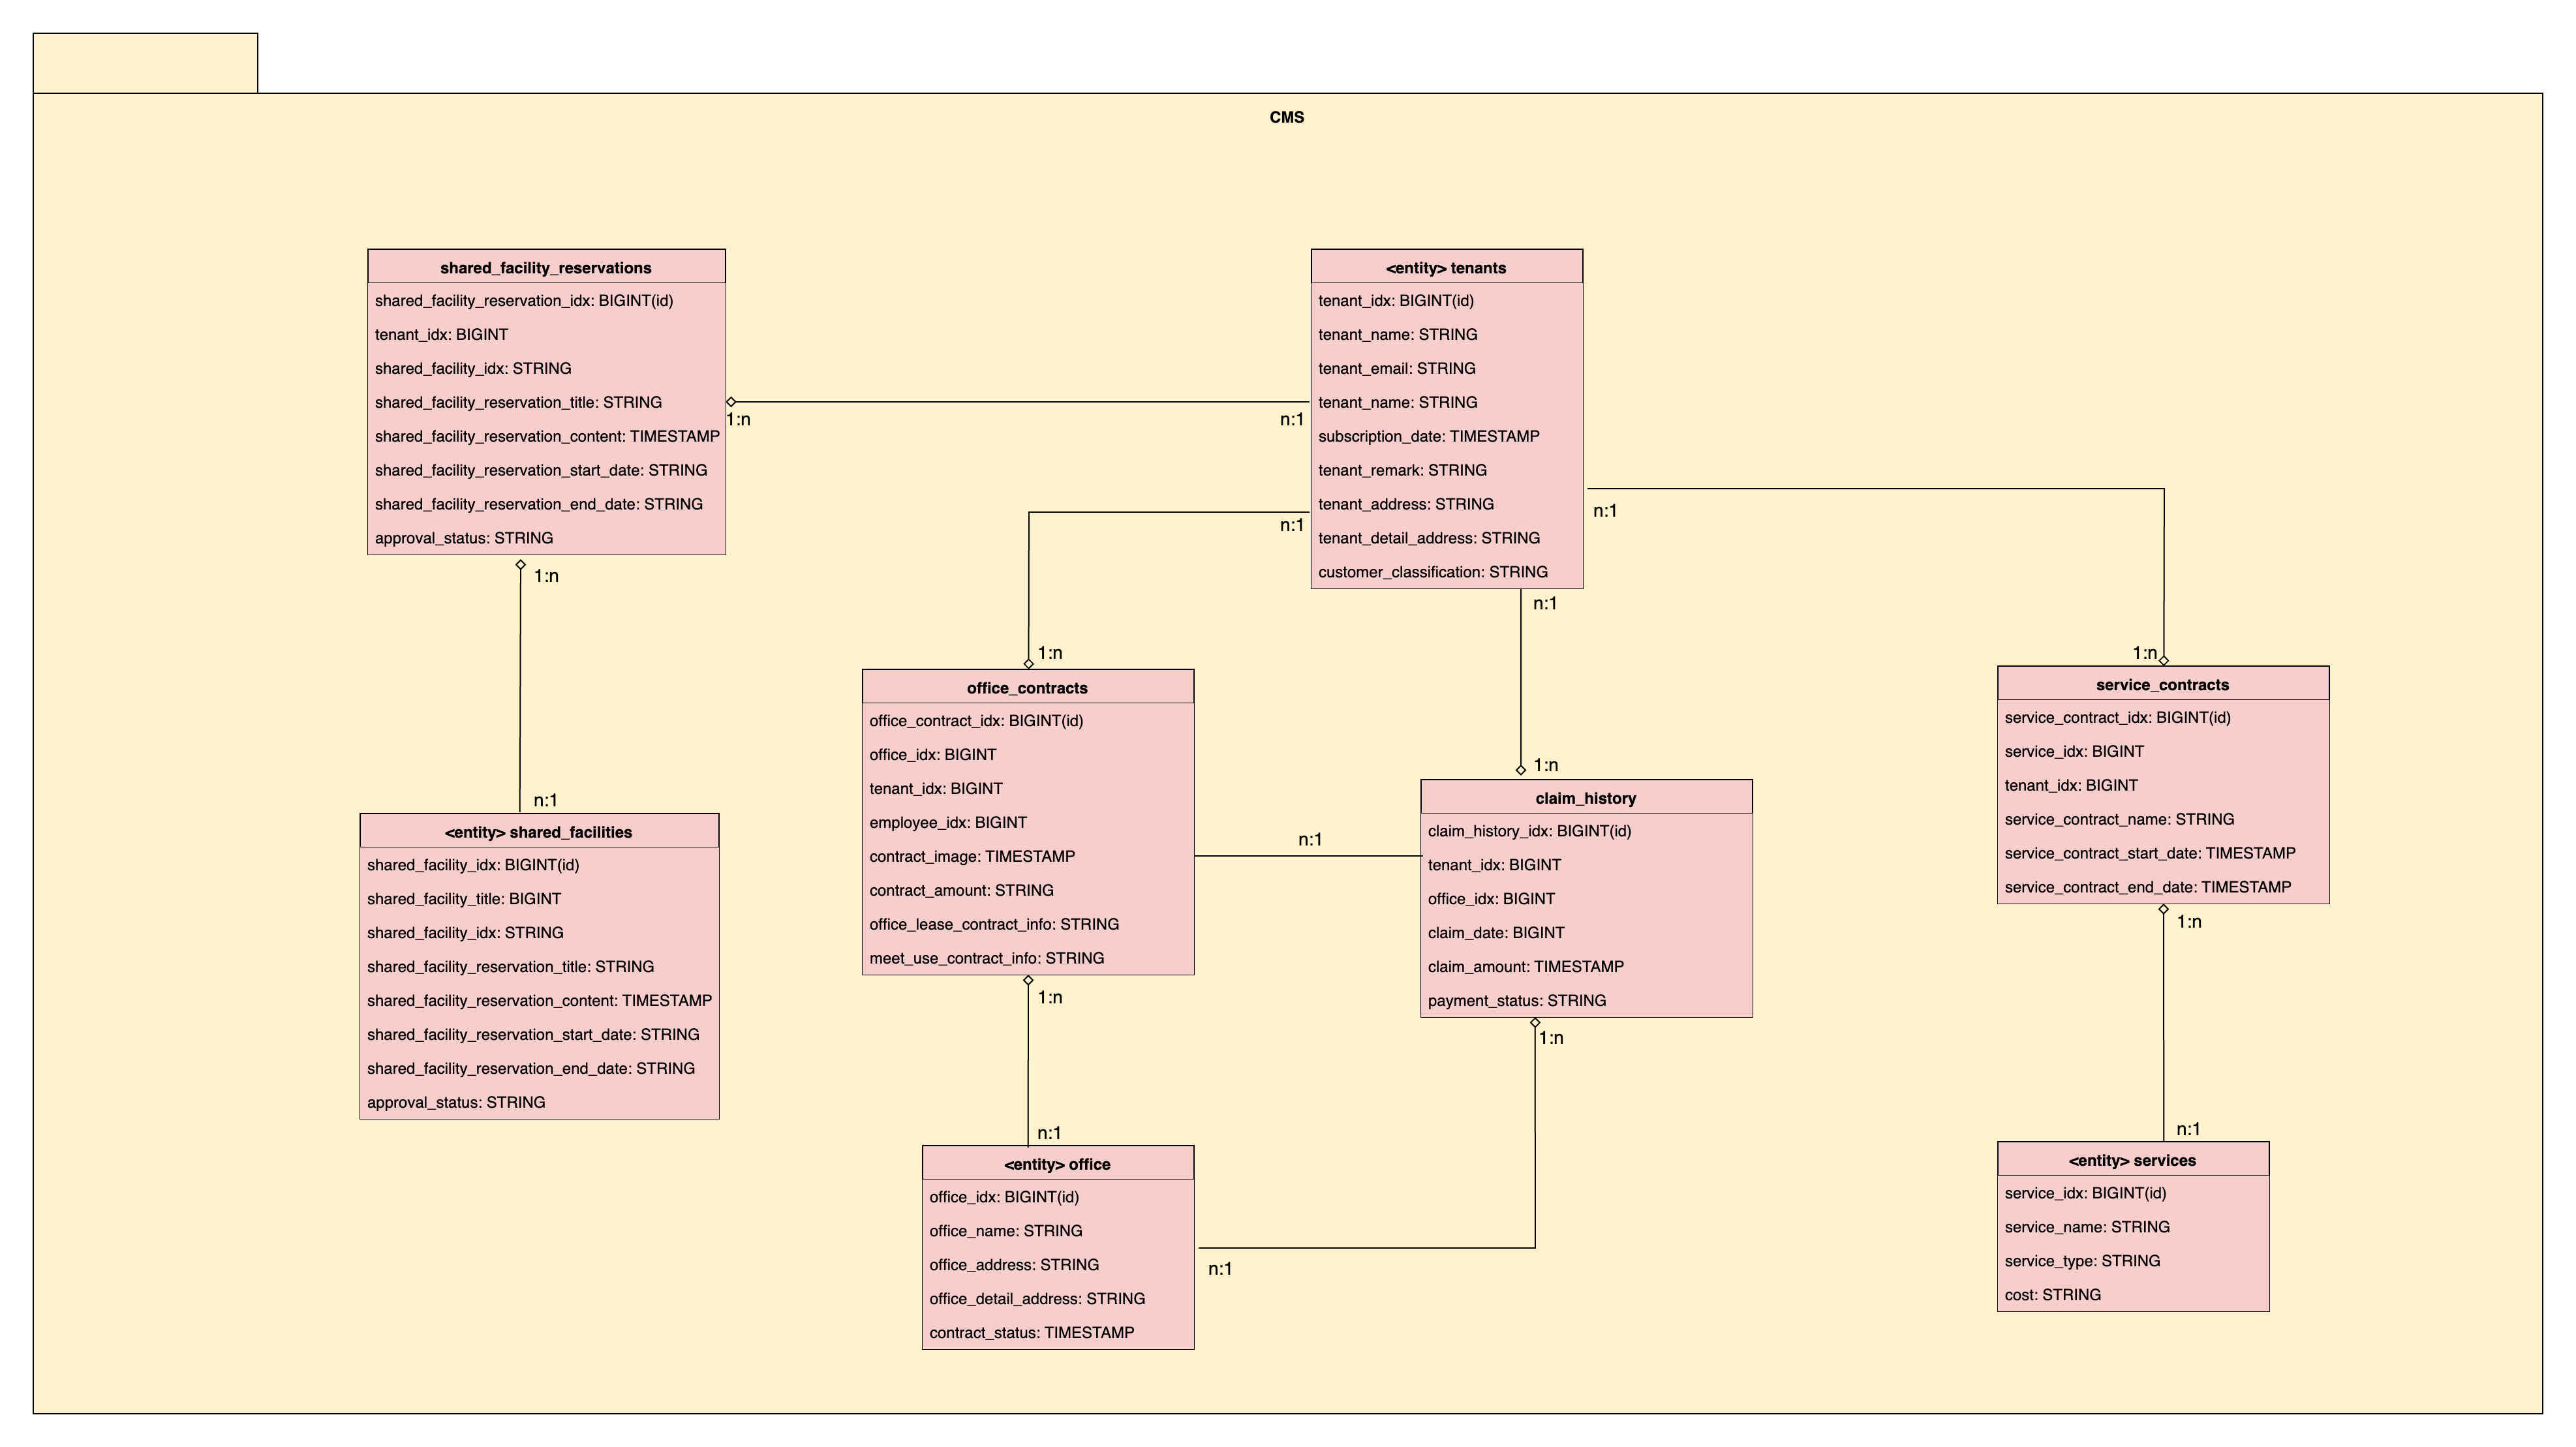 CMS
shared_facility_reservations
shared_facility_reservation_idx: BIGINT(id)
tenant_idx: BIGINT
shared_facility_idx: STRING
shared_facility_reservation_title: STRING
shared_facility_reservation_content: TIMESTAMP
shared_facility_reservation_start_date: STRING
shared_facility_reservation_end_date: STRING
approval_status: STRING
1:n
n:1
<entity> tenants
tenant_idx: BIGINT(id)
tenant_name: STRING
tenant_email: STRING
tenant_name: STRING
subscription_date: TIMESTAMP
tenant_remark: STRING
tenant_address: STRING
tenant_detail_address: STRING
customer_classification: STRING
n:1
n:1
1:n
n:1
1:n
1:n
office_contracts
office_contract_idx: BIGINT(id)
office_idx: BIGINT
tenant_idx: BIGINT
employee_idx: BIGINT
contract_image: TIMESTAMP
contract_amount: STRING
office_lease_contract_info: STRING
meet_use_contract_info: STRING
service_contracts
service_contract_idx: BIGINT(id)
service_idx: BIGINT
tenant_idx: BIGINT
service_contract_name: STRING
service_contract_start_date: TIMESTAMP
service_contract_end_date: TIMESTAMP
1:n
claim_history
claim_history_idx: BIGINT(id)
tenant_idx: BIGINT
office_idx: BIGINT
claim_date: BIGINT
claim_amount: TIMESTAMP
payment_status: STRING
n:1
n:1
<entity> shared_facilities
shared_facility_idx: BIGINT(id)
shared_facility_title: BIGINT
shared_facility_idx: STRING
shared_facility_reservation_title: STRING
shared_facility_reservation_content: TIMESTAMP
shared_facility_reservation_start_date: STRING
shared_facility_reservation_end_date: STRING
approval_status: STRING
1:n
1:n
1:n
n:1
n:1
<entity> office
office_idx: BIGINT(id)
office_name: STRING
office_address: STRING
office_detail_address: STRING
contract_status: TIMESTAMP
n:1
<entity> services
service_idx: BIGINT(id)
service_name: STRING
service_type: STRING
cost: STRING